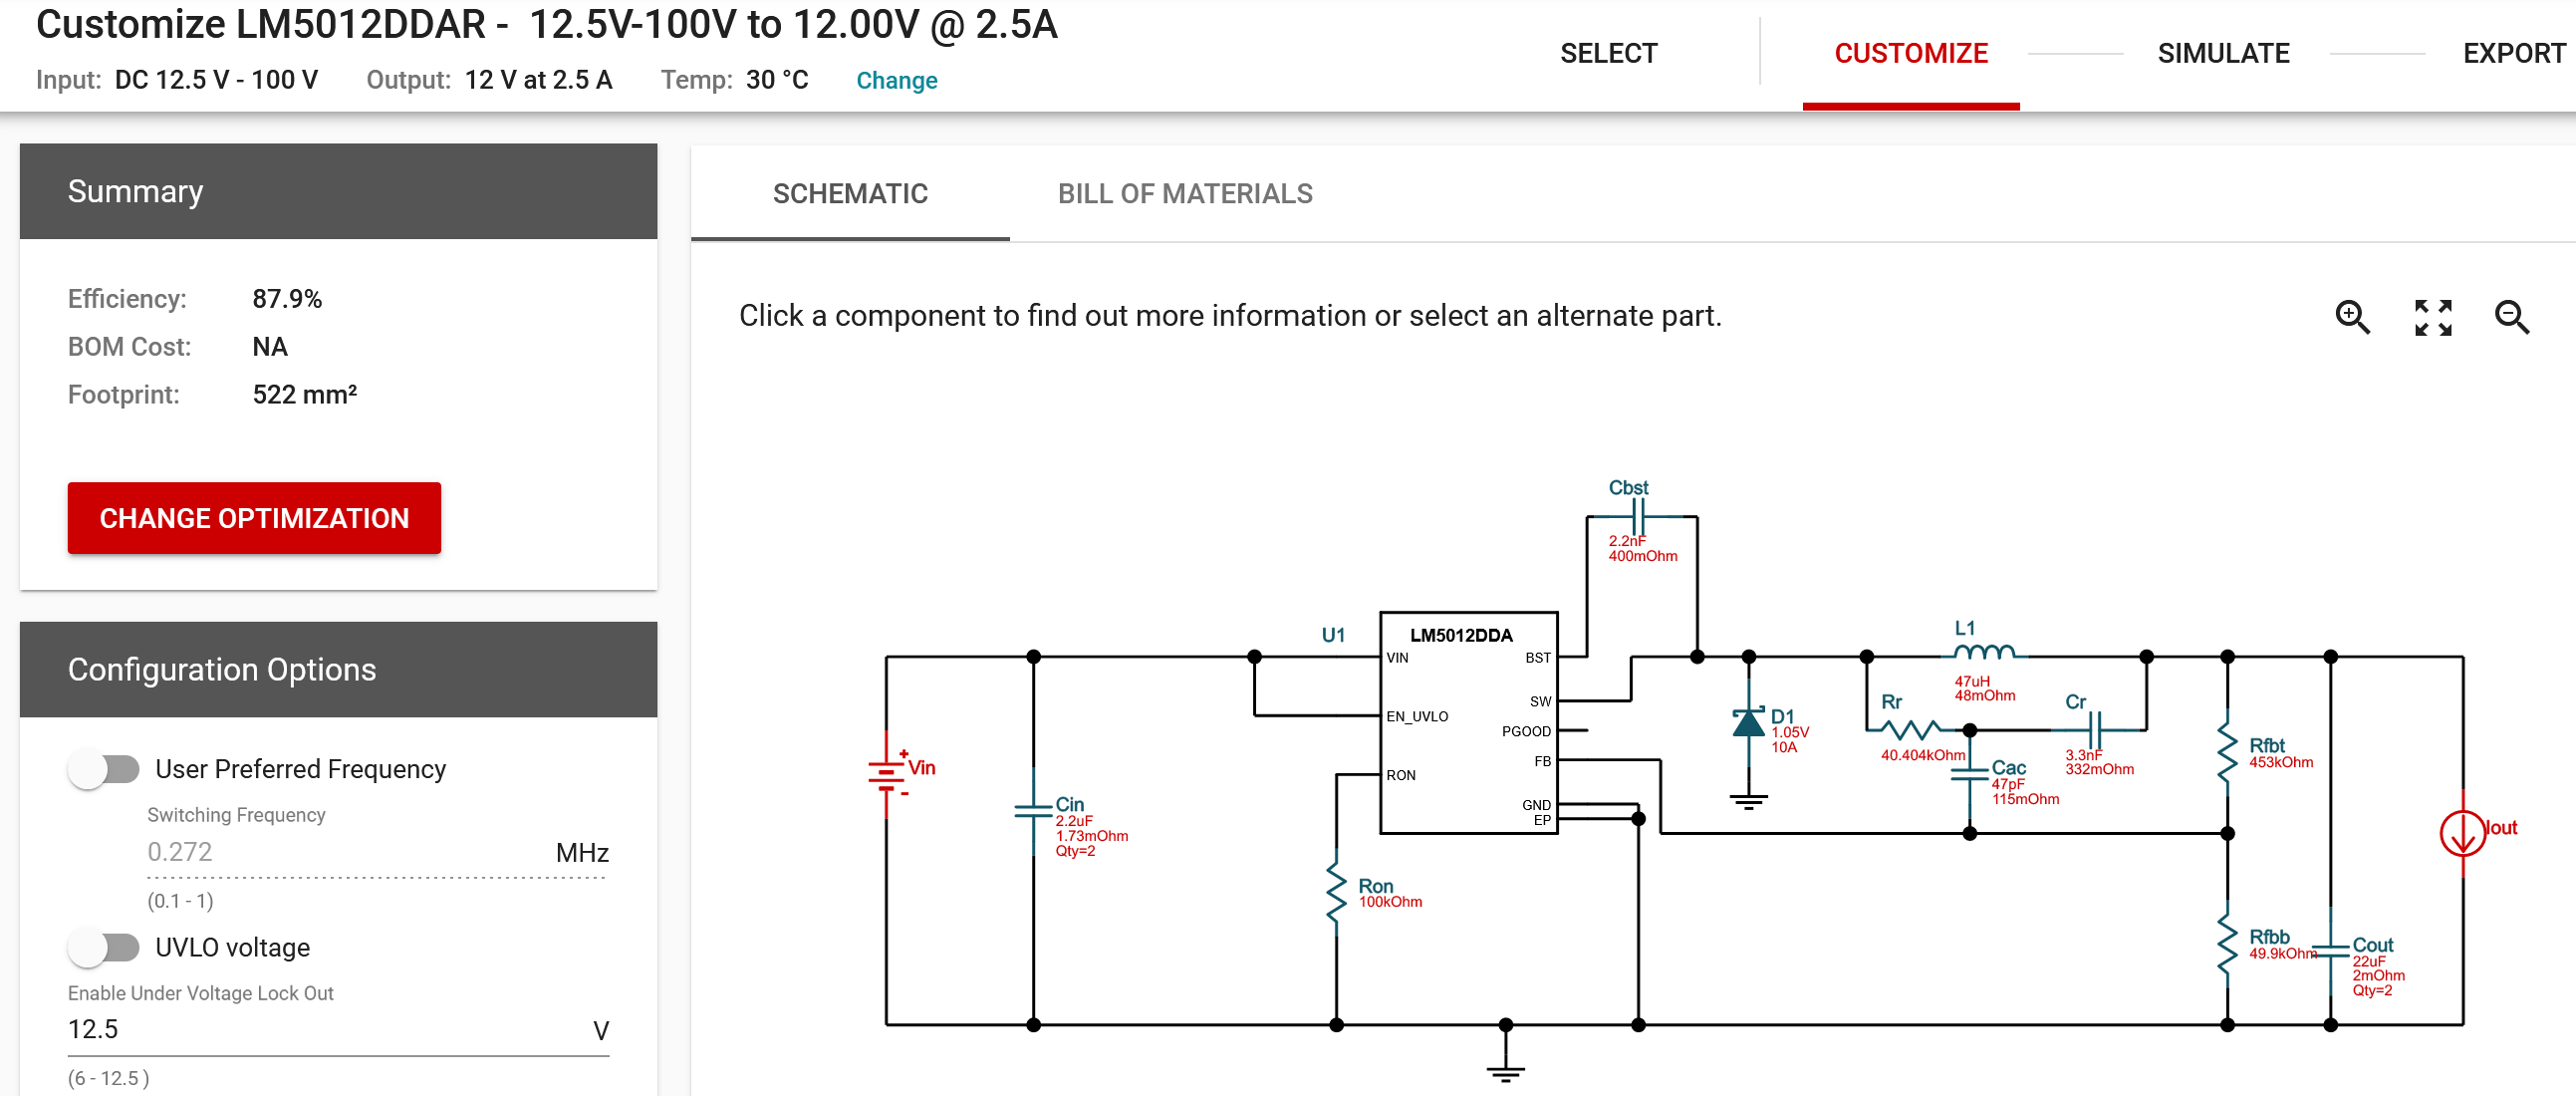 Customize LM5012DDAR - 12.5V-100V to 12.00V @ 2.5A
Input: DC 12.5 V - 100 V Output: 12 V at 2.5 A Temp: 30 °C Change
SELECT CUSTOMIZE SIMULATE EXPORT
Summary
Efficiency: 87.9%
BOM Cost: NA
Footprint: 522 mm²
CHANGE OPTIMIZATION
Configuration Options
User Preferred Frequency
Switching Frequency
0.272 MHz
(0.1 - 1)
UVLO voltage
Enable Under Voltage Lock Out
12.5 V
(6 - 12.5 )
SCHEMATIC BILL OF MATERIALS
Click a component to find out more information or select an alternate part.
Cbst
2.2nF
400mOhm
U1
LM5012DDA
VIN
EN_UVLO
RON
BST
SW
PGOOD
FB
GND
EP
+
Vin
-
Cin
2.2uF
1.73mOhm
Qty=2
Ron
100kOhm
D1
1.05V
10A
L1
47uH
48mOhm
Rr
40.404kOhm
Cr
3.3nF
332mOhm
Cac
47pF
115mOhm
Rfbt
453kOhm
Rfbb
49.9kOhm
Cout
22uF
2mOhm
Qty=2
Iout